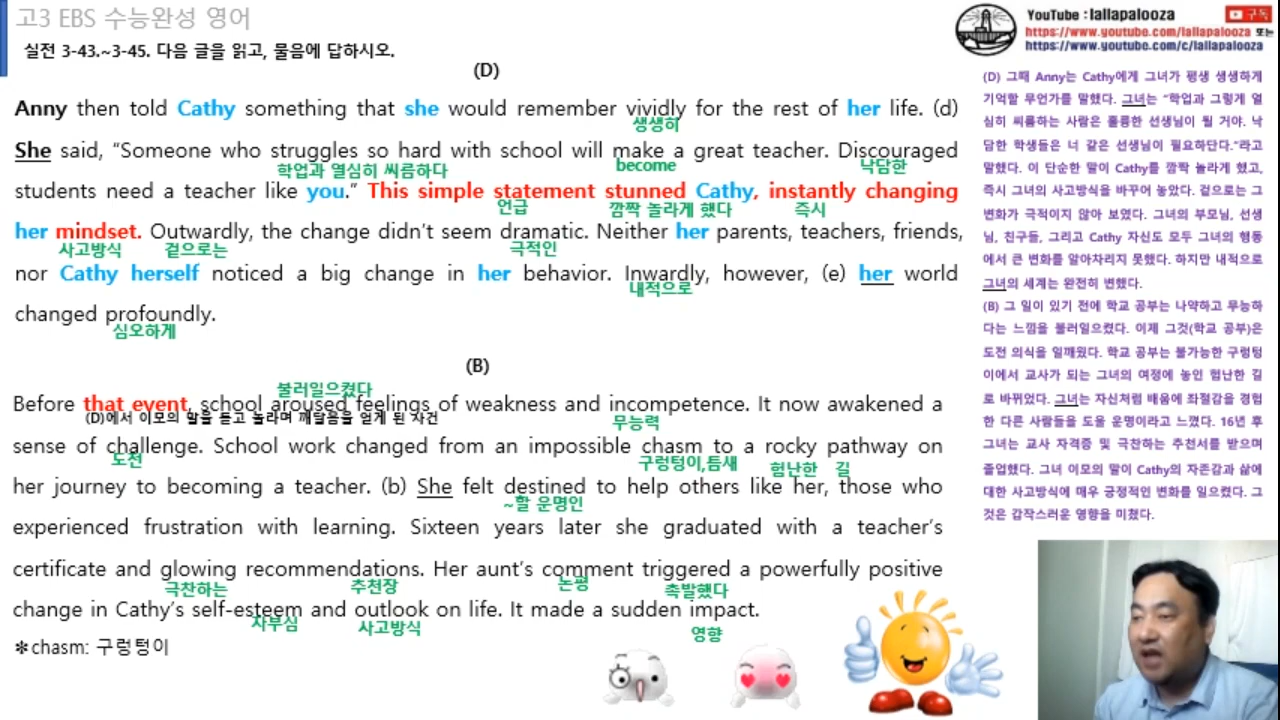 고3 EBS 수능완성 영어
실전 3-43.~3-45. 다음 글을 읽고, 물음에 답하시오.
YouTube : lallapalooza
구독
https://www.youtube.com/lallapalooza 또는
https://www.youtube.com/c/lallapalooza
(D)
Anny then told Cathy something that she would remember vividly for the rest of her life. (d)
생생히
She said, “Someone who struggles so hard with school will make a great teacher. Discouraged
학업과 열심히 씨름하다 become 낙담한
students need a teacher like you.” This simple statement stunned Cathy, instantly changing
언급 깜짝 놀라게 했다 즉시
her mindset. Outwardly, the change didn’t seem dramatic. Neither her parents, teachers, friends,
사고방식 겉으로는 극적인
nor Cathy herself noticed a big change in her behavior. Inwardly, however, (e) her world
내적으로
changed profoundly.
심오하게
(B)
불러일으켰다
Before that event, school aroused feelings of weakness and incompetence. It now awakened a
(D)에서 이모의 말을 듣고 놀라며 깨달음을 얻게 된 사건 무능력
sense of challenge. School work changed from an impossible chasm to a rocky pathway on
도전 구렁텅이,틈새 험난한 길
her journey to becoming a teacher. (b) She felt destined to help others like her, those who
~할 운명인
experienced frustration with learning. Sixteen years later she graduated with a teacher’s
certificate and glowing recommendations. Her aunt’s comment triggered a powerfully positive
극찬하는 추천장 논평 촉발했다
change in Cathy’s self-esteem and outlook on life. It made a sudden impact.
자부심 사고방식 영향
✻chasm: 구렁텅이
(D) 그때 Anny는 Cathy에게 그녀가 평생 생생하게
기억할 무언가를 말했다. 그녀는 “학업과 그렇게 열
심히 씨름하는 사람은 훌륭한 선생님이 될 거야. 낙
담한 학생들은 너 같은 선생님이 필요하단다.”라고
말했다. 이 단순한 말이 Cathy를 깜짝 놀라게 했고,
즉시 그녀의 사고방식을 바꾸어 놓았다. 겉으로는 그
변화가 극적이지 않아 보였다. 그녀의 부모님, 선생
님, 친구들, 그리고 Cathy 자신도 모두 그녀의 행동
에서 큰 변화를 알아차리지 못했다. 하지만 내적으로
그녀의 세계는 완전히 변했다.
(B) 그 일이 있기 전에 학교 공부는 나약하고 무능하
다는 느낌을 불러일으켰다. 이제 그것(학교 공부)은
도전 의식을 일깨웠다. 학교 공부는 불가능한 구렁텅
이에서 교사가 되는 그녀의 여정에 놓인 험난한 길
로 바뀌었다. 그녀는 자신처럼 배움에 좌절감을 경험
한 다른 사람들을 도울 운명이라고 느꼈다. 16년 후
그녀는 교사 자격증 및 극찬하는 추천서를 받으며
졸업했다. 그녀 이모의 말이 Cathy의 자존감과 삶에
대한 사고방식에 매우 긍정적인 변화를 일으켰다. 그
것은 갑작스러운 영향을 미쳤다.